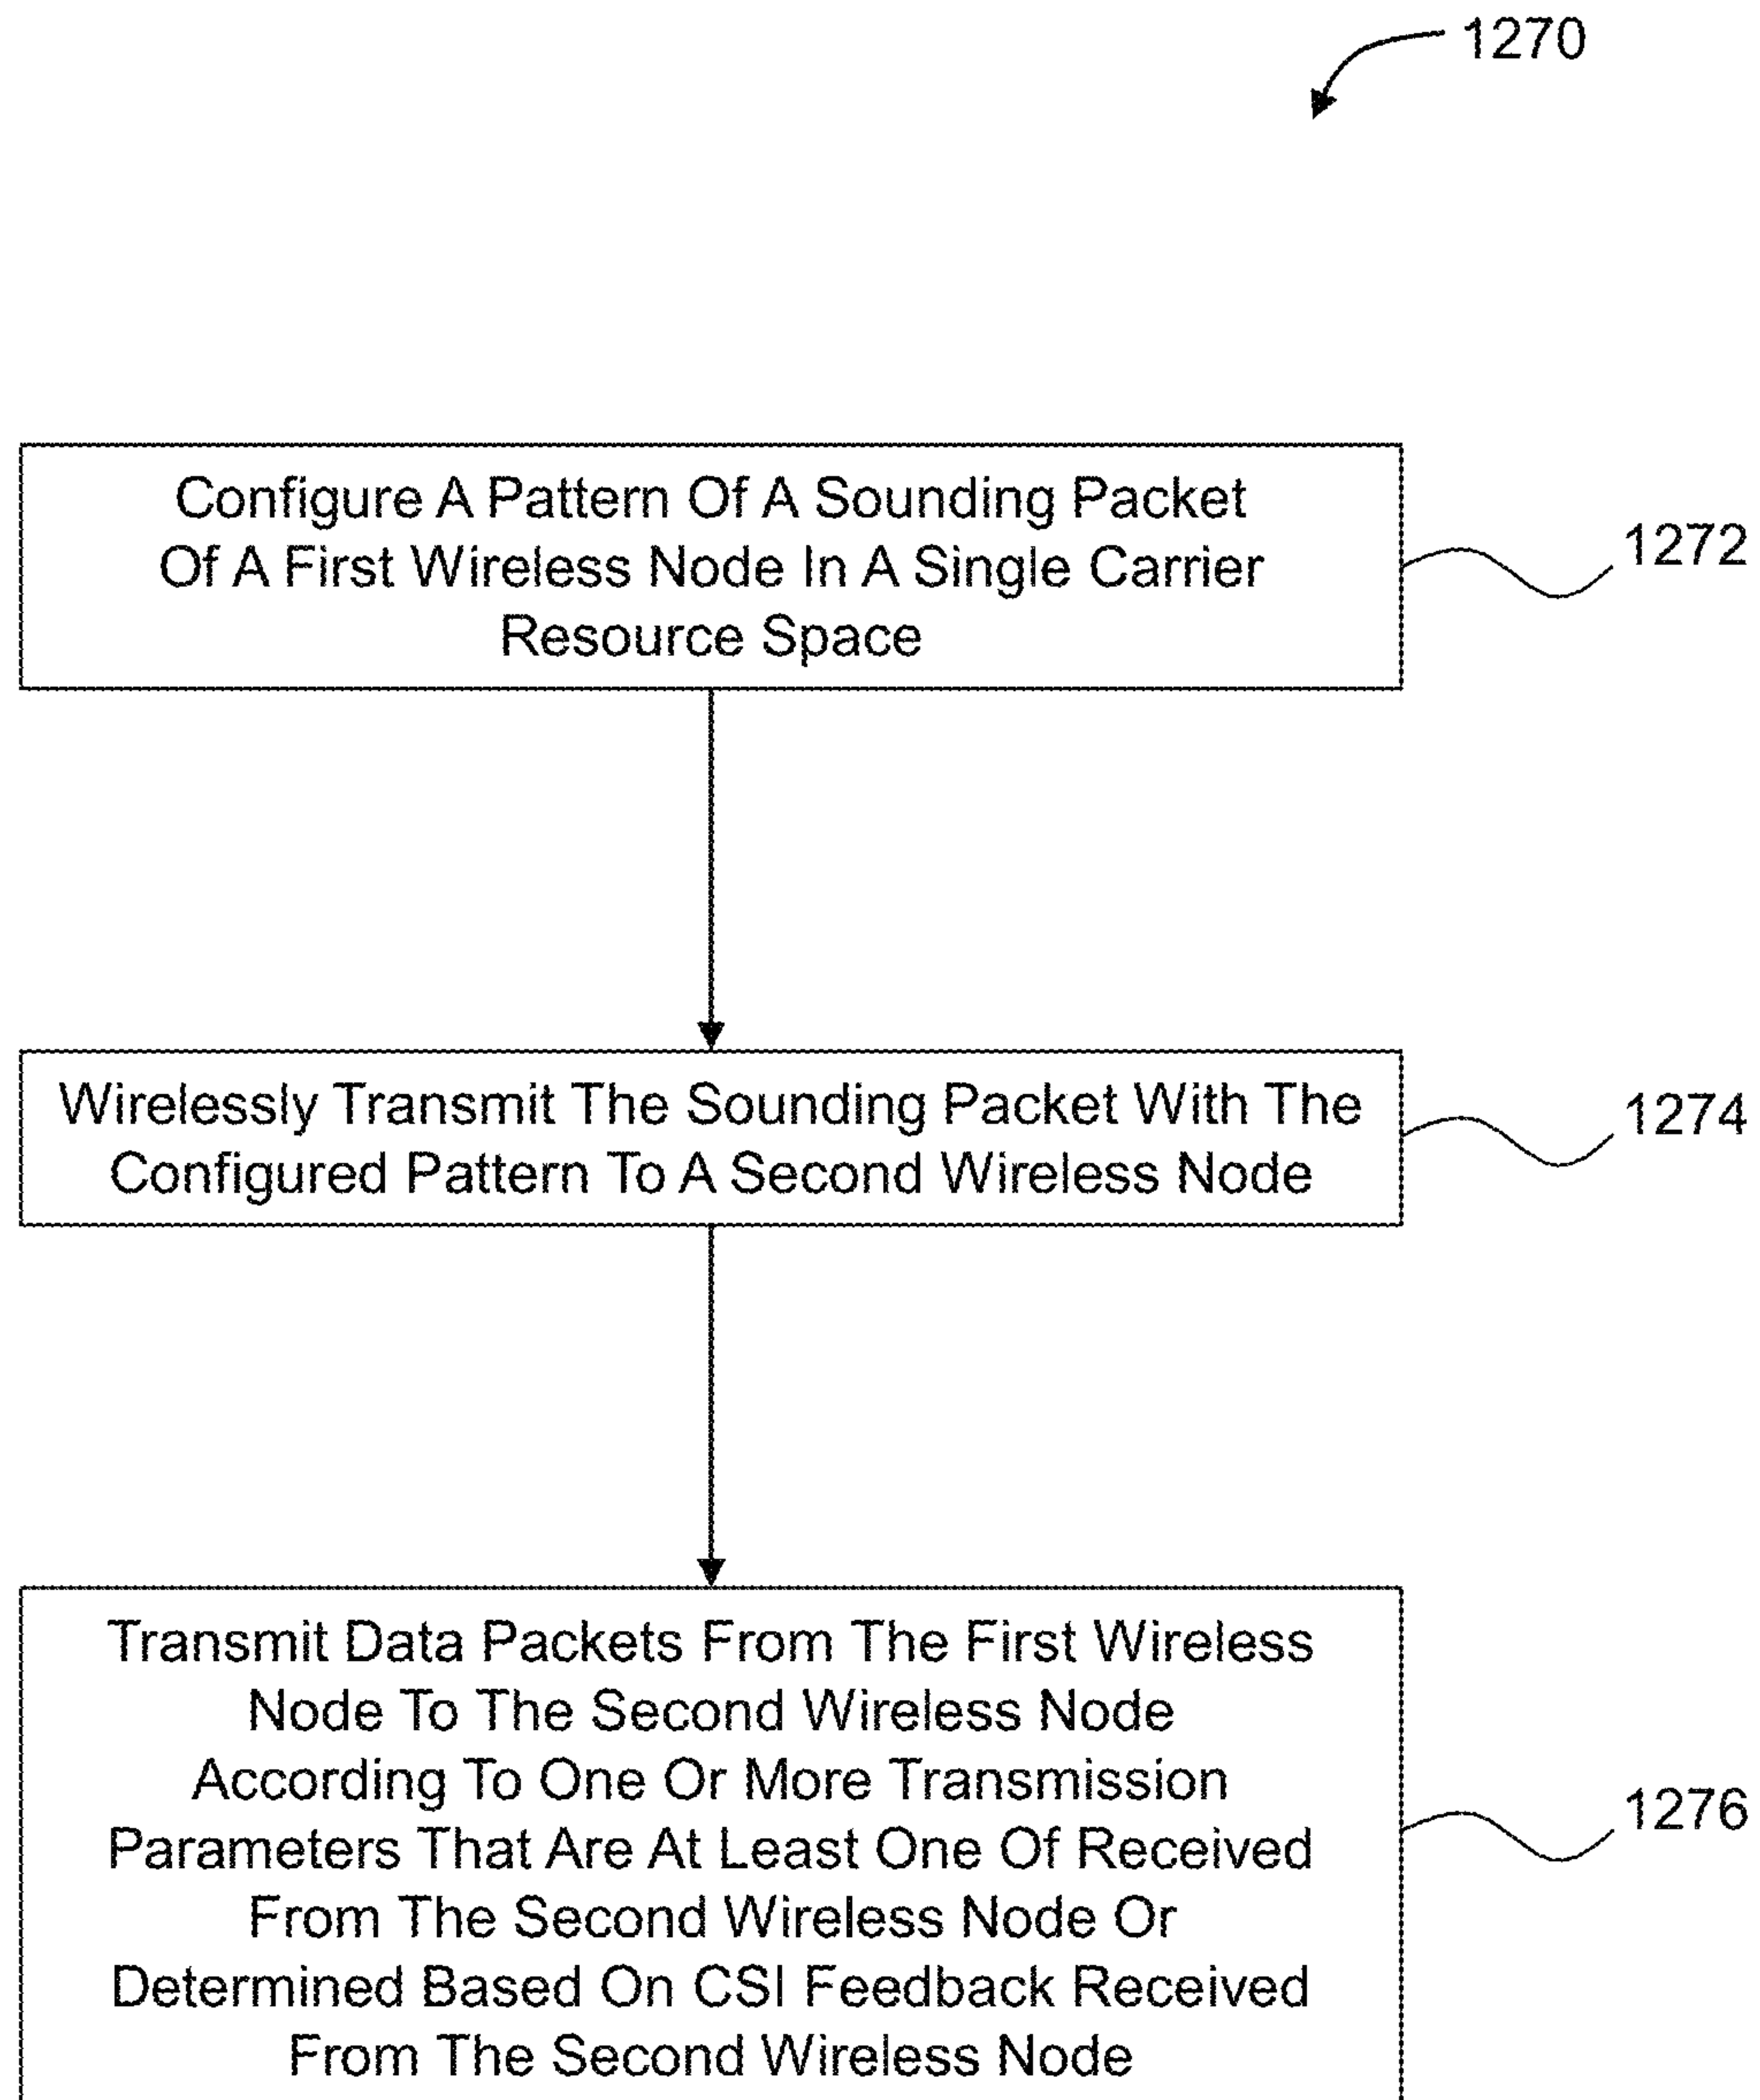 1270
Configure A Pattern Of A Sounding Packet
Of A First Wireless Node In A Single Carrier
Resource Space
1272
Wirelessly Transmit The Sounding Packet With The
Configured Pattern To A Second Wireless Node
1274
Transmit Data Packets From The First Wireless
Node To The Second Wireless Node
According To One Or More Transmission
Parameters That Are At Least One Of Received
From The Second Wireless Node Or
Determined Based On CSI Feedback Received
From The Second Wireless Node
1276